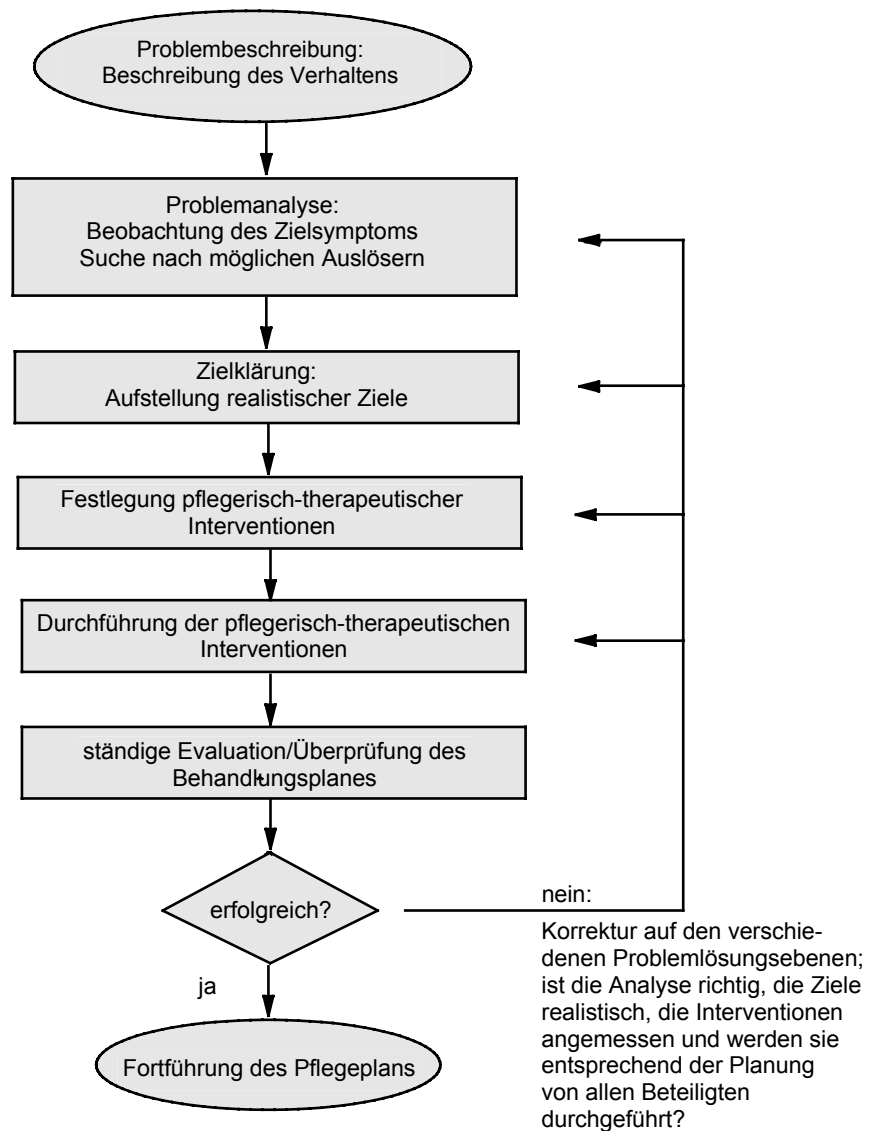 Problembeschreibung:
Beschreibung des Verhaltens
Problemanalyse:
Beobachtung des Zielsymptoms
Suche nach möglichen Auslösern
Zielklärung:
Aufstellung realistischer Ziele
Festlegung pflegerisch-therapeutischer
Interventionen
Durchführung der pflegerisch-therapeutischen
Interventionen
ständige Evaluation/Überprüfung des
Behandlungsplanes
erfolgreich?
nein:
Korrektur auf den verschie-
denen Problemlösungsebenen;
ist die Analyse richtig, die Ziele
realistisch, die Interventionen
angemessen und werden sie
entsprechend der Planung
von allen Beteiligten
durchgeführt?
ja
Fortführung des Pflegeplans